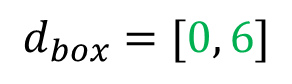 d_box = [0, 6]